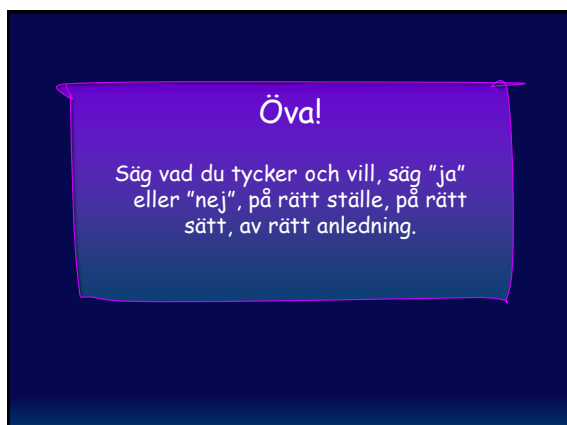 Öva!
Säg vad du tycker och vill, säg ”ja”
eller ”nej”, på rätt ställe, på rätt
sätt, av rätt anledning.